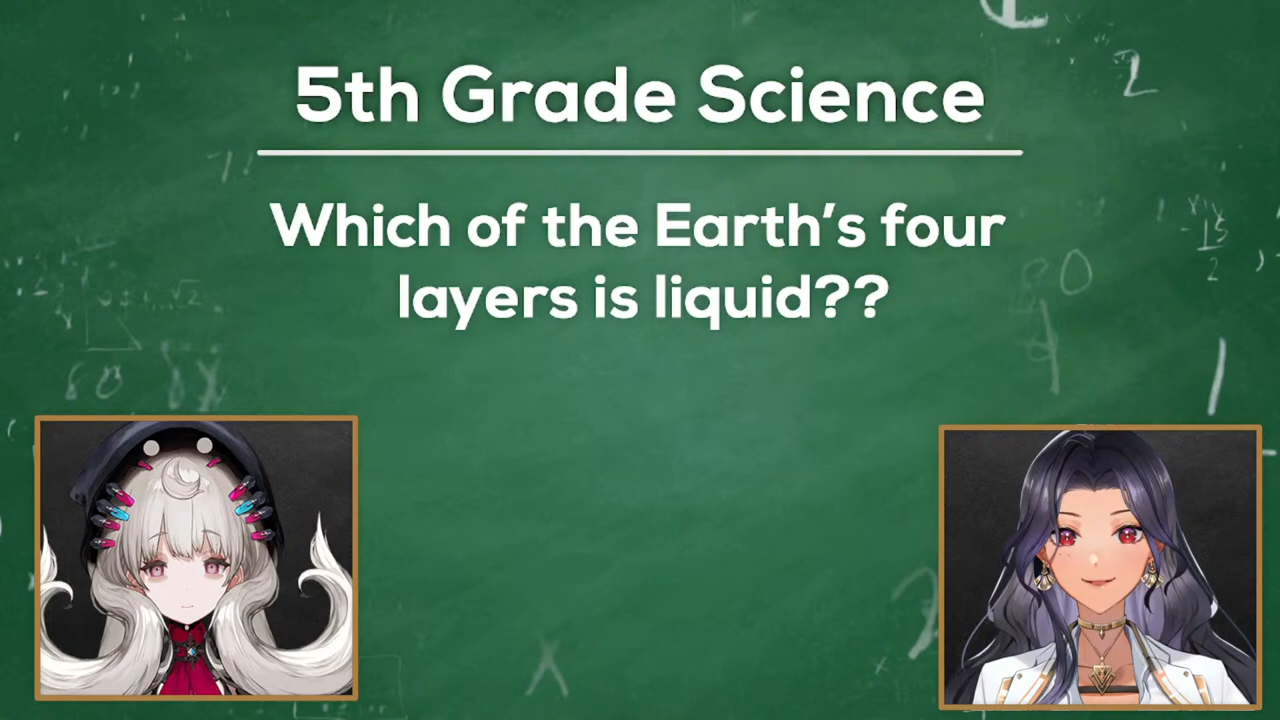 5th Grade Science
Which of the Earth's four
layers is liquid??